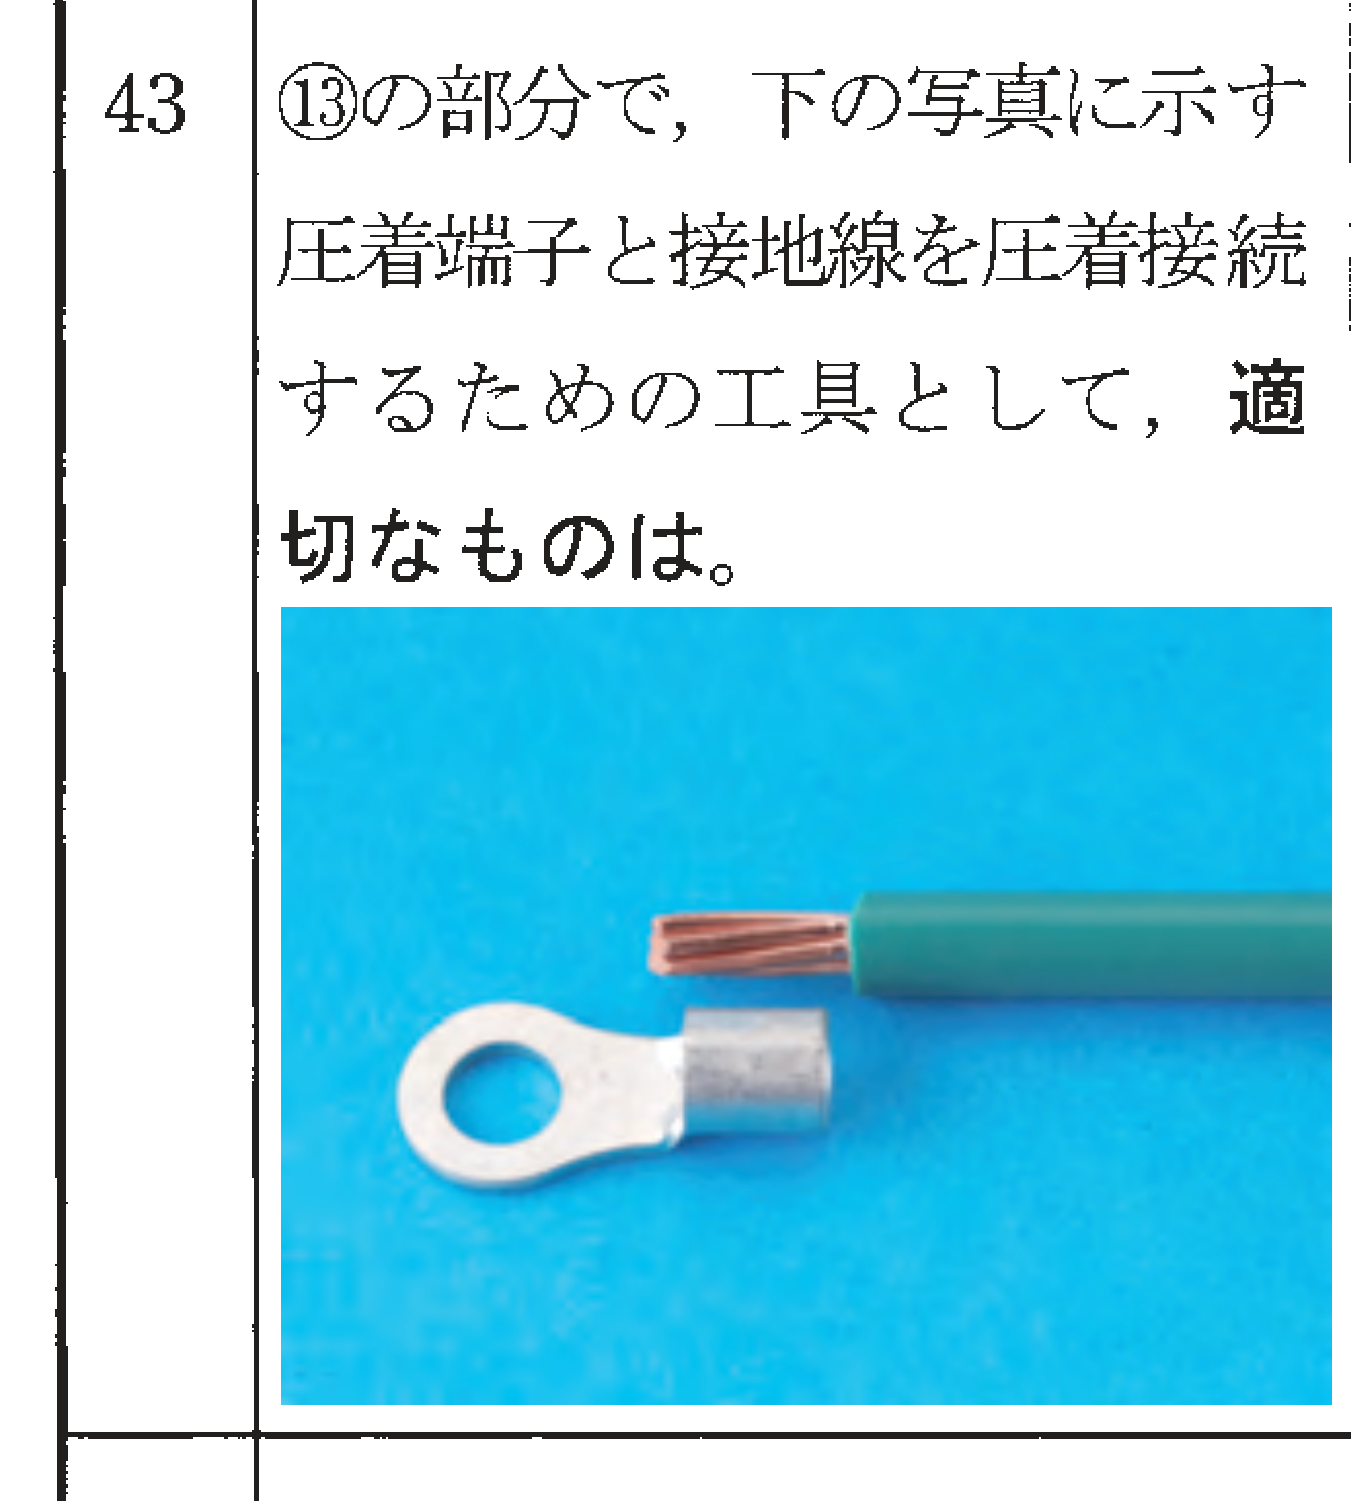 43
⑬の部分で，下の写真に示す
圧着端子と接地線を圧着接続
するための工具として，適
切なものは。